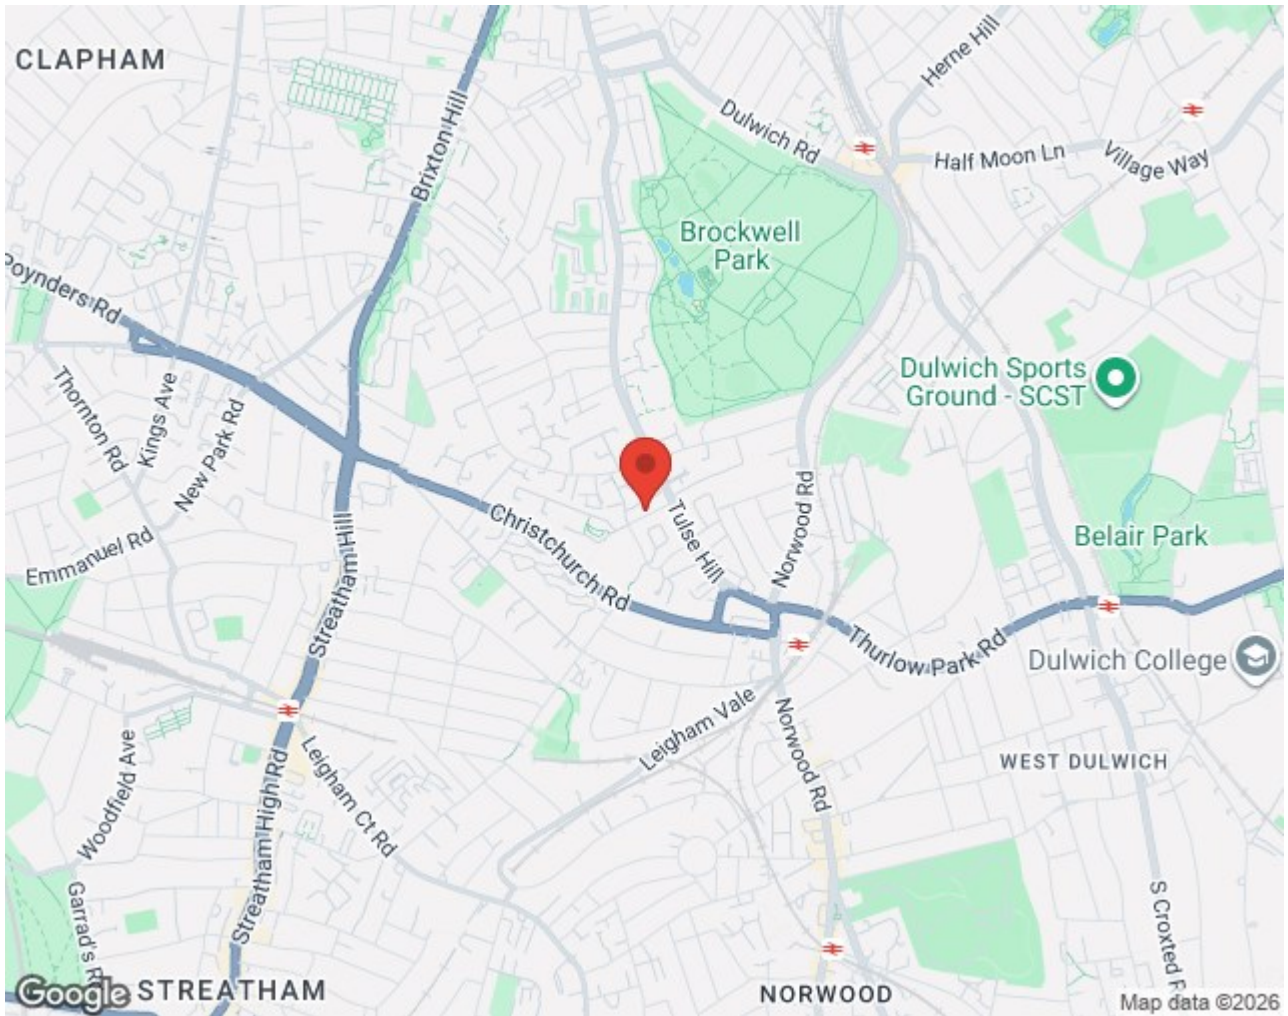 CLAPHAM
Brixton Hill
Herne Hill
Dulwich Rd
Half Moon Ln
Village Way
Brockwell
Park
Poynders Rd
Dulwich Sports
Ground - SCST
Thornton Rd
Kings Ave
New Park Rd
Norwood Rd
Tulse Hill
Christchurch Rd
Belair Park
Emmanuel Rd
Streatham Hill
Thurlow Park Rd
Dulwich College
Leigham Vale
Norwood Rd
WEST DULWICH
Woodfield Ave
Streatham High Rd
Leigham Ct Rd
Garrad's R
S Croxted R
Google
STREATHAM
NORWOOD
Map data ©2026